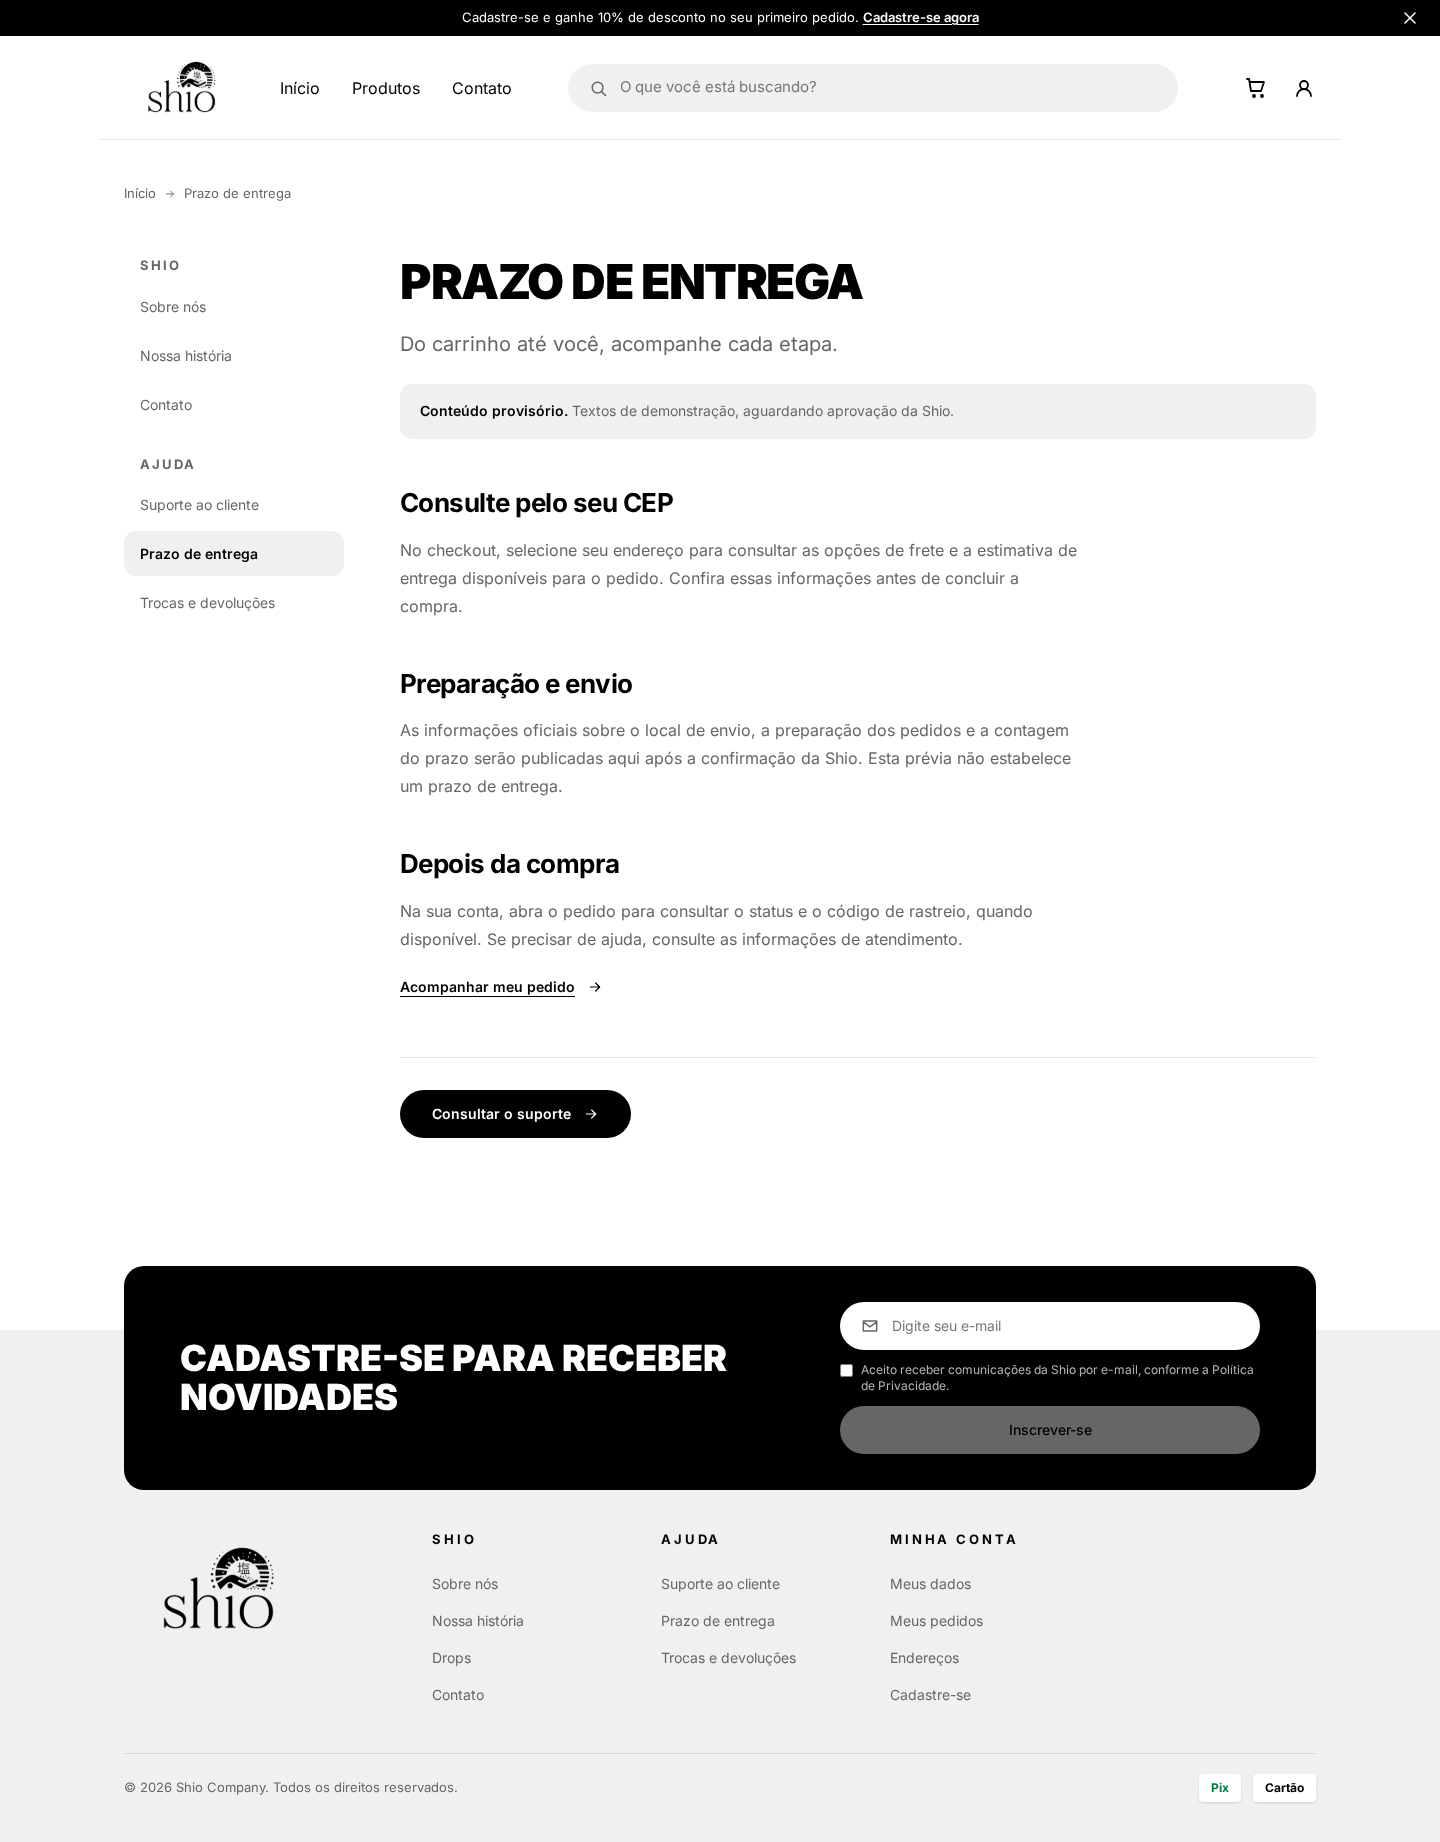 Cadastre-se e ganhe 10% de desconto no seu primeiro pedido. Cadastre-se agora
塩
shio
Início
Produtos
Contato
O que você está buscando?
Início → Prazo de entrega
SHIO
Sobre nós
Nossa história
Contato
AJUDA
Suporte ao cliente
Prazo de entrega
Trocas e devoluções
PRAZO DE ENTREGA
Do carrinho até você, acompanhe cada etapa.
Conteúdo provisório. Textos de demonstração, aguardando aprovação da Shio.
Consulte pelo seu CEP
No checkout, selecione seu endereço para consultar as opções de frete e a estimativa de
entrega disponíveis para o pedido. Confira essas informações antes de concluir a
compra.
Preparação e envio
As informações oficiais sobre o local de envio, a preparação dos pedidos e a contagem
do prazo serão publicadas aqui após a confirmação da Shio. Esta prévia não estabelece
um prazo de entrega.
Depois da compra
Na sua conta, abra o pedido para consultar o status e o código de rastreio, quando
disponível. Se precisar de ajuda, consulte as informações de atendimento.
Acompanhar meu pedido →
Consultar o suporte →
CADASTRE-SE PARA RECEBER
NOVIDADES
Digite seu e-mail
Aceito receber comunicações da Shio por e-mail, conforme a Política
de Privacidade.
Inscrever-se
塩
shio
SHIO
Sobre nós
Nossa história
Drops
Contato
AJUDA
Suporte ao cliente
Prazo de entrega
Trocas e devoluções
MINHA CONTA
Meus dados
Meus pedidos
Endereços
Cadastre-se
© 2026 Shio Company. Todos os direitos reservados.
Pix
Cartão